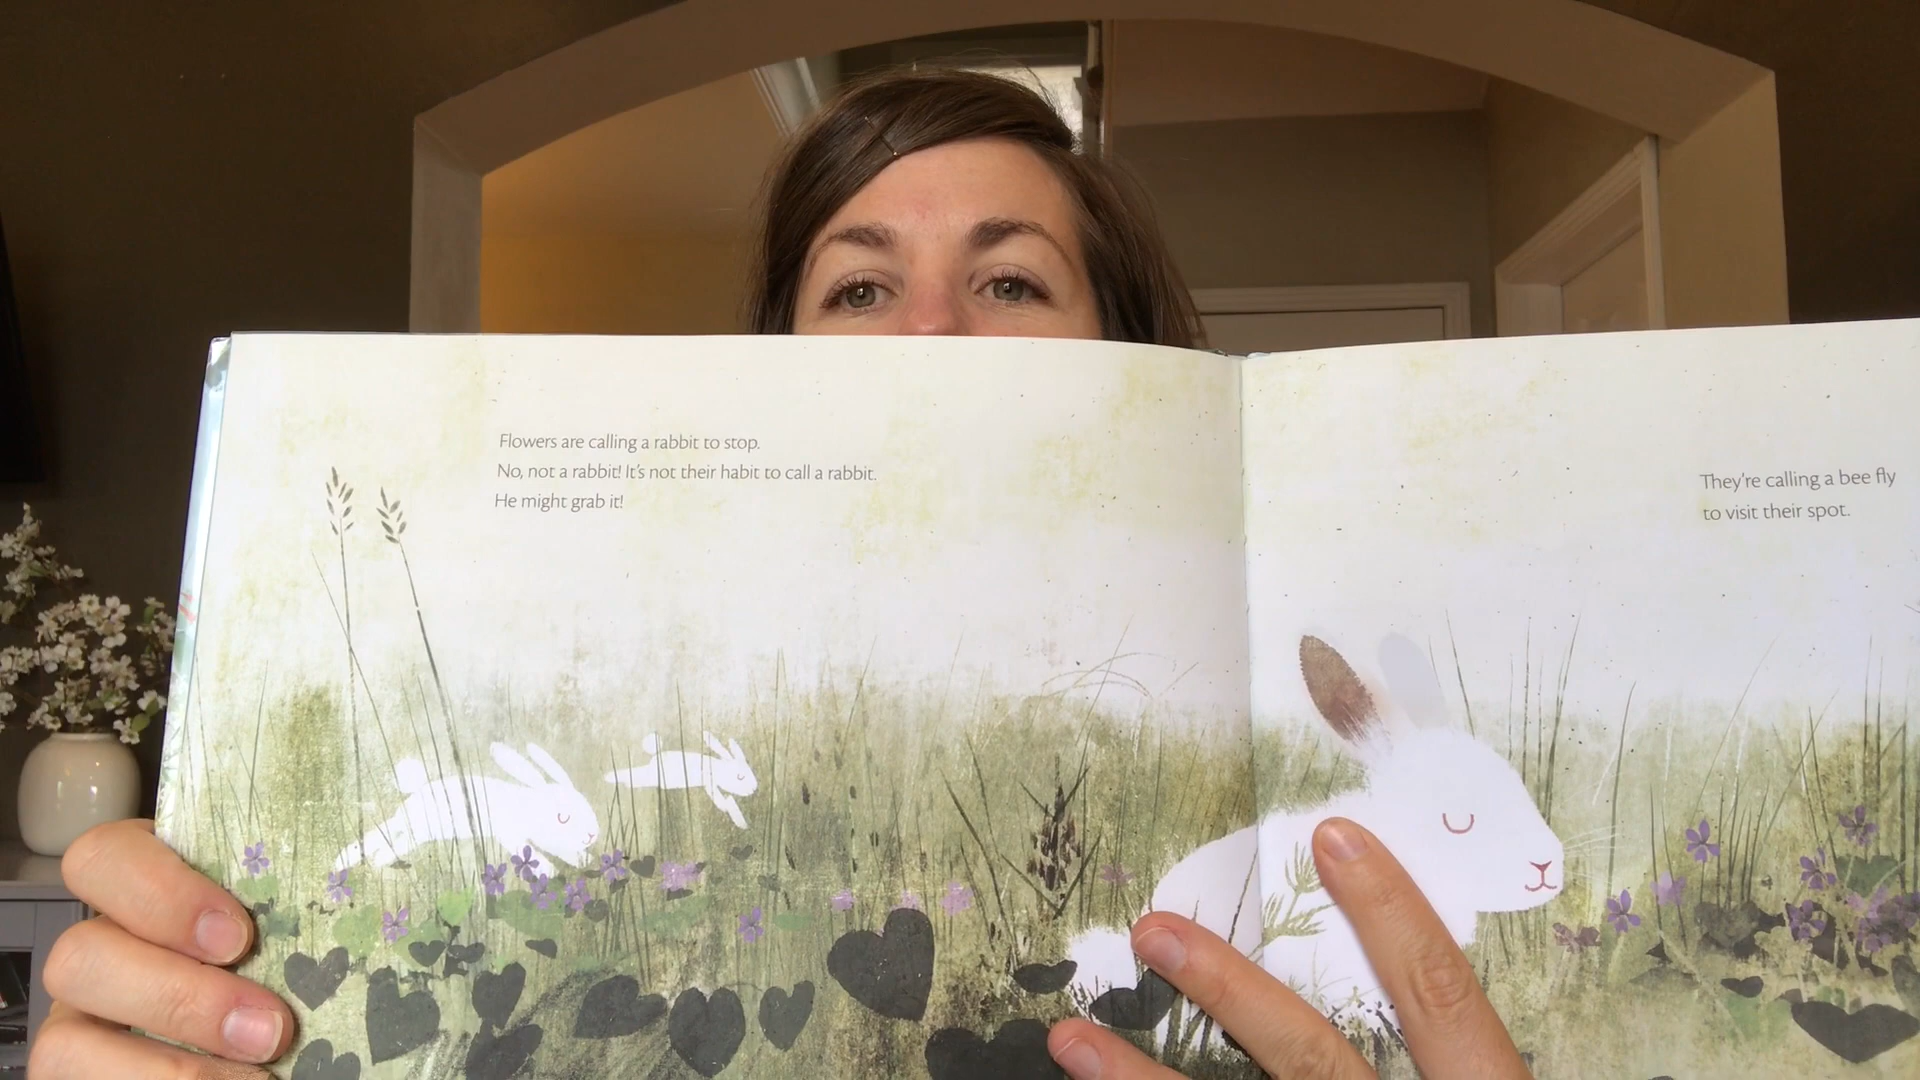 Flowers are calling a rabbit to stop.
No, not a rabbit! It's not their habit to call a rabbit.
He might grab it!
They're calling a bee fly
to visit their spot.